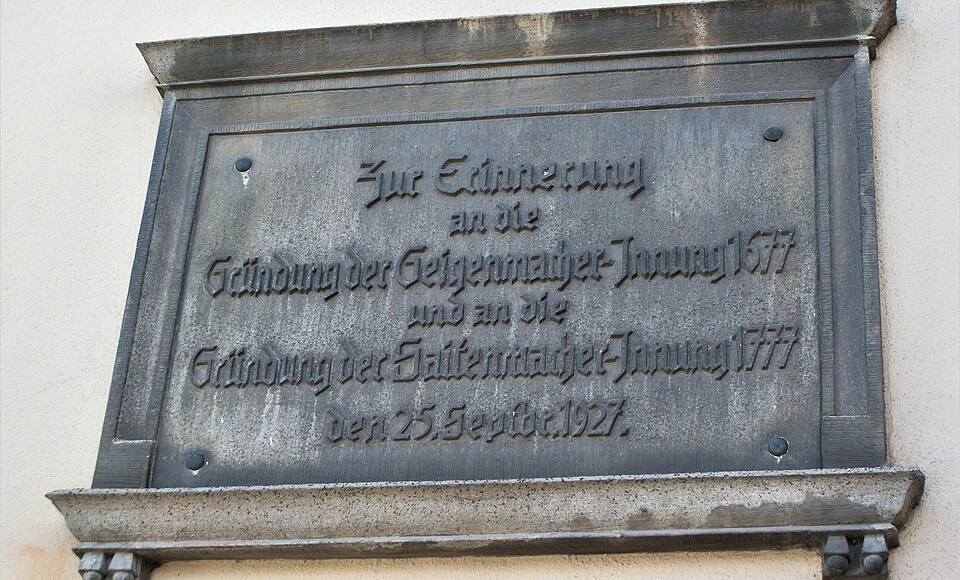 Zur Erinnerung
an die
Gründung der Geigenmacher-Innung 1677
und an die
Gründung der Saitenmacher-Innung 1777
den 25. Septbr. 1927.